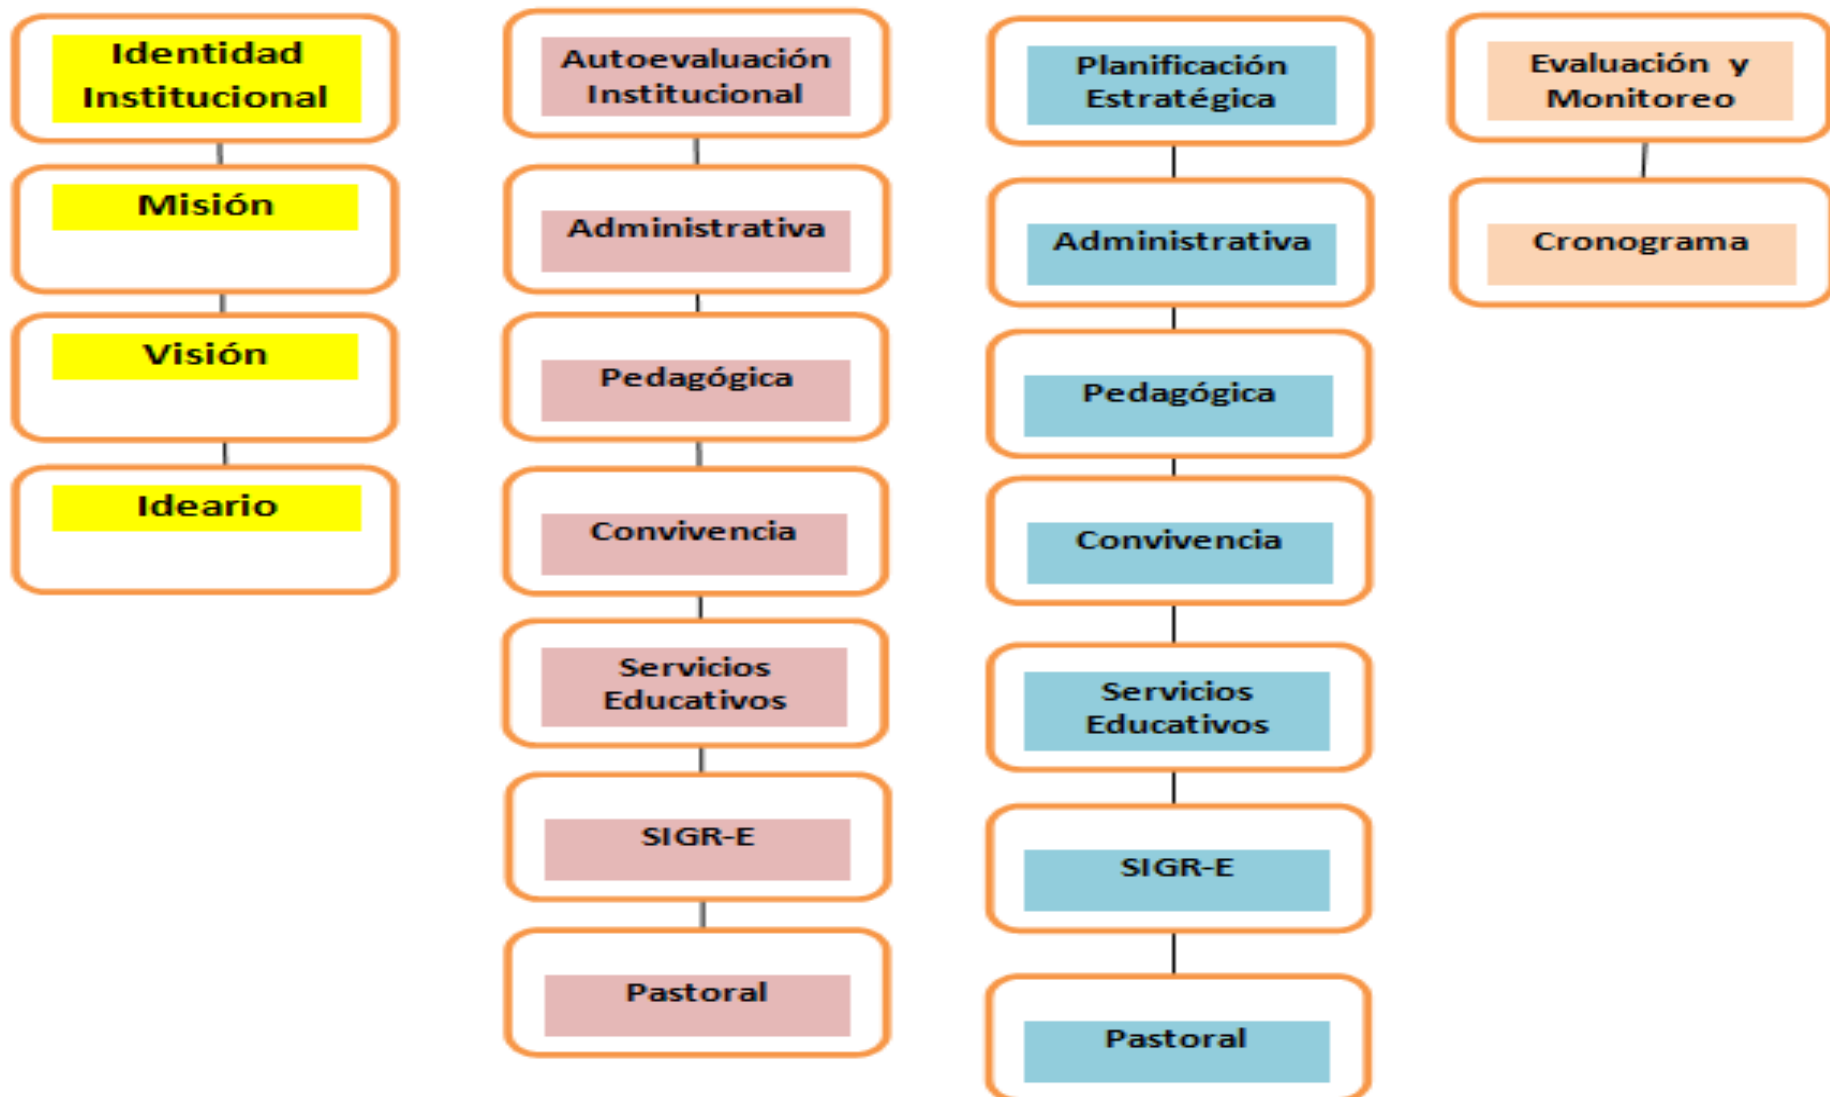 Identidad
Institucional
Misión
Visión
Ideario
Autoevaluación
Institucional
Administrativa
Pedagógica
Convivencia
Servicios
Educativos
SIGR-E
Pastoral
Planificación
Estratégica
Administrativa
Pedagógica
Convivencia
Servicios
Educativos
SIGR-E
Pastoral
Evaluación y
Monitoreo
Cronograma